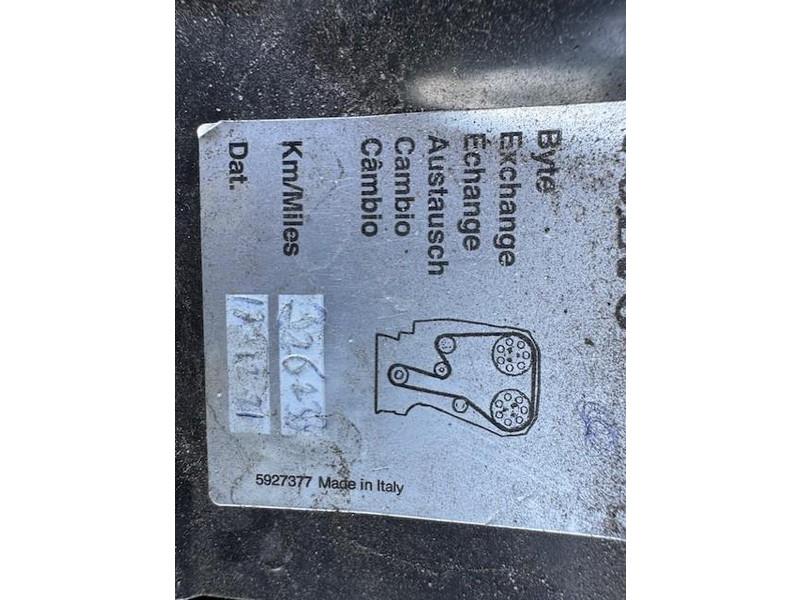 Byte
Exchange
Échange
Austausch
Cambio
Câmbio
Km/Miles
Dat.
5927377 Made in Italy